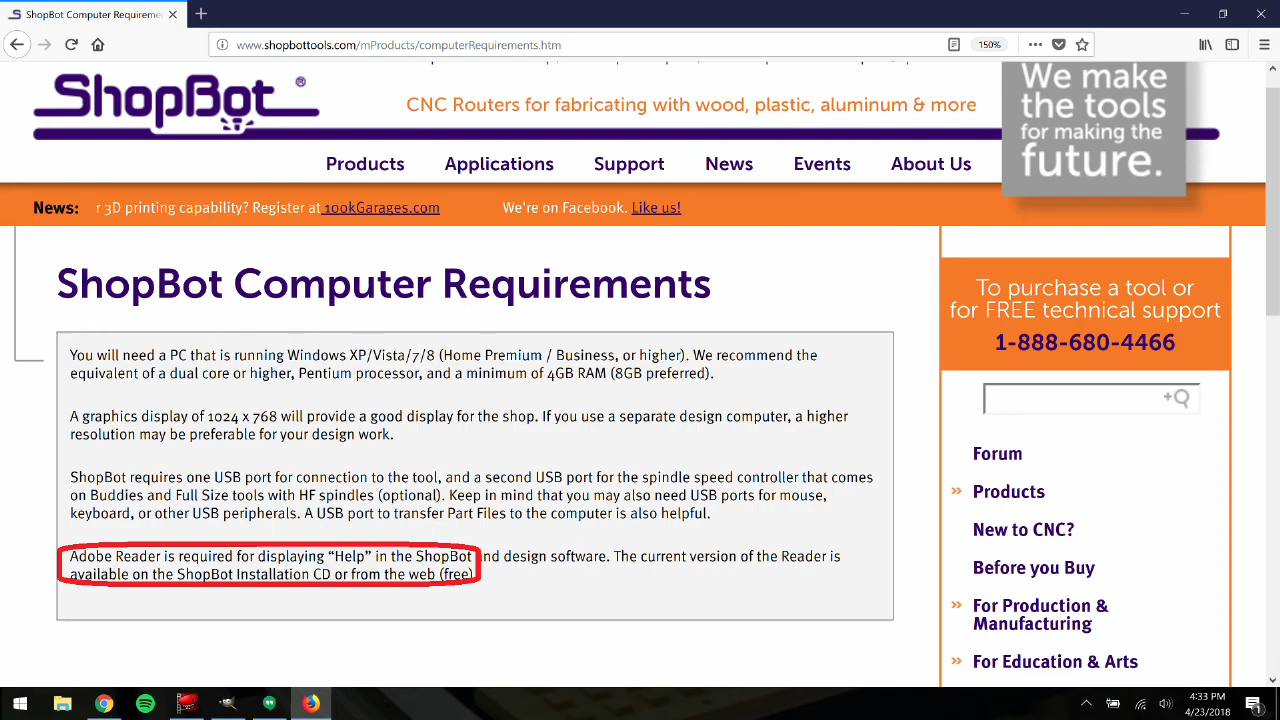 ShopBot Computer Requireme
www.shopbottools.com/mProducts/computerRequirements.htm
150%
ShopBot®
CNC Routers for fabricating with wood, plastic, aluminum & more
We make
the tools
for making the
future.
Products Applications Support News Events About Us
News: r 3D printing capability? Register at 100kGarages.com We're on Facebook. Like us!
ShopBot Computer Requirements
You will need a PC that is running Windows XP/Vista/7/8 (Home Premium / Business, or higher). We recommend the
equivalent of a dual core or higher, Pentium processor, and a minimum of 4GB RAM (8GB preferred).
A graphics display of 1024 x 768 will provide a good display for the shop. If you use a separate design computer, a higher
resolution may be preferable for your design work.
ShopBot requires one USB port for connection to the tool, and a second USB port for the spindle speed controller that comes
on Buddies and Full Size tools with HF spindles (optional). Keep in mind that you may also need USB ports for mouse,
keyboard, or other USB peripherals. A USB port to transfer Part Files to the computer is also helpful.
Adobe Reader is required for displaying “Help” in the ShopBot nd design software. The current version of the Reader is
available on the ShopBot Installation CD or from the web (free)
To purchase a tool or
for FREE technical support
1-888-680-4466
Forum
Products
New to CNC?
Before you Buy
For Production &
Manufacturing
For Education & Arts
4:33 PM
4/23/2018
1